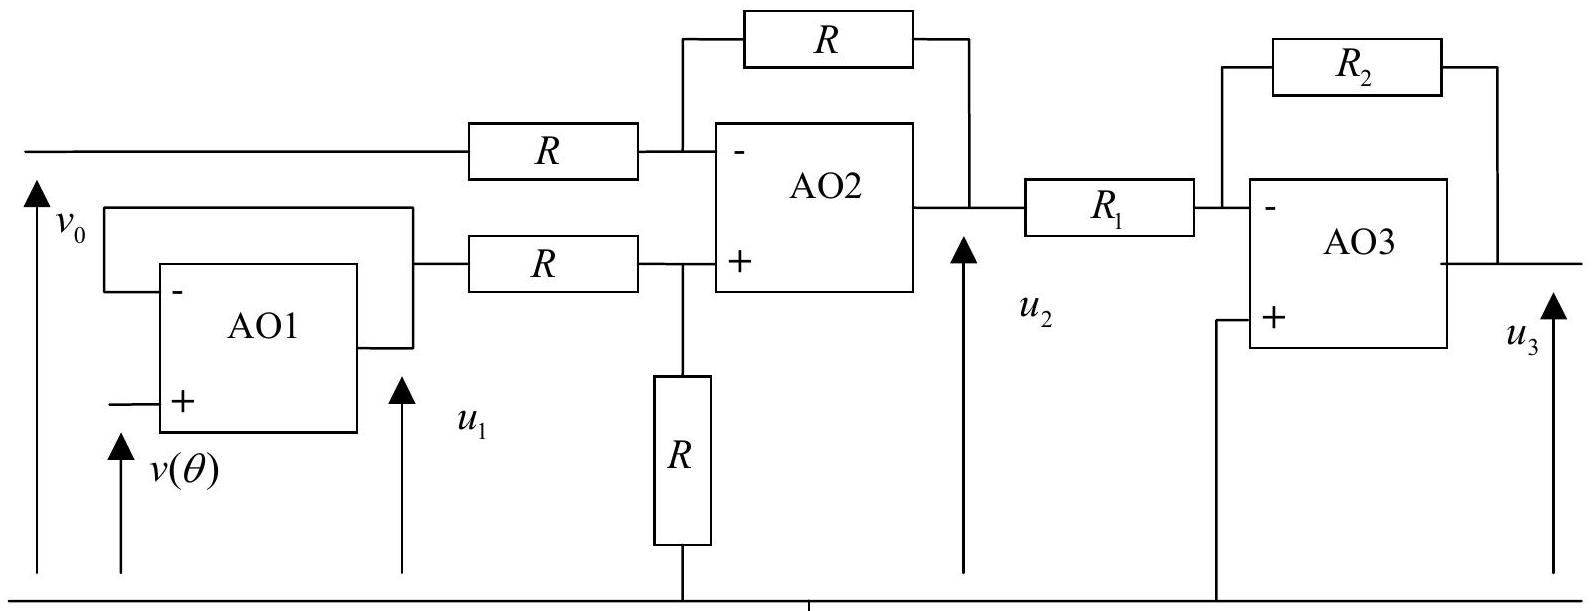 R
R₂
R
-
AO2
v₀
R
+
R₁
-
AO3
+
-
AO1
+
v(θ)
u₁
R
u₂
u₃